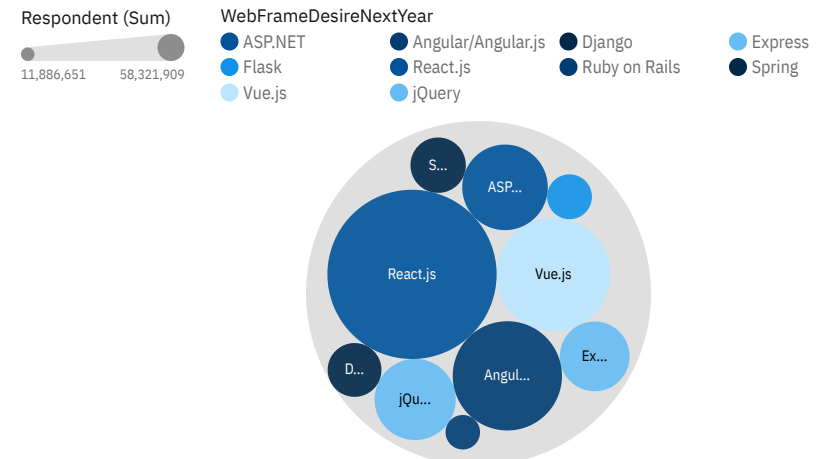 Respondent (Sum)
11,886,651 58,321,909
WebFrameDesireNextYear
ASP.NET Angular/Angular.js Django Express
Flask React.js Ruby on Rails Spring
Vue.js jQuery
S...
ASP...
React.js
Vue.js
Ex...
D...
Angul...
jQu...